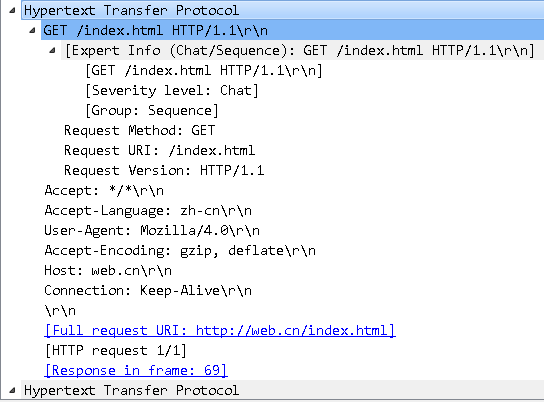 Hypertext Transfer Protocol
GET /index.html HTTP/1.1\r\n
[Expert Info (Chat/Sequence): GET /index.html HTTP/1.1\r\n]
[GET /index.html HTTP/1.1\r\n]
[Severity level: Chat]
[Group: Sequence]
Request Method: GET
Request URI: /index.html
Request Version: HTTP/1.1
Accept: */*\r\n
Accept-Language: zh-cn\r\n
User-Agent: Mozilla/4.0\r\n
Accept-Encoding: gzip, deflate\r\n
Host: web.cn\r\n
Connection: Keep-Alive\r\n
\r\n
[Full request URI: http://web.cn/index.html]
[HTTP request 1/1]
[Response in frame: 69]
Hypertext Transfer Protocol